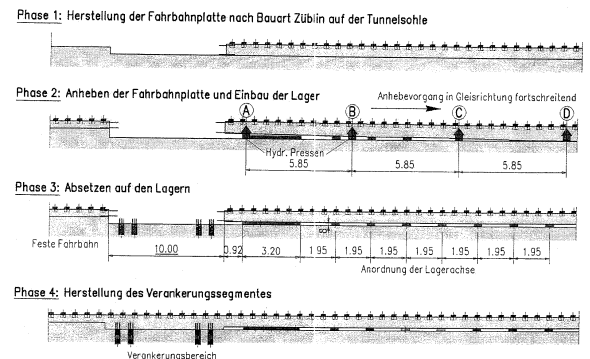 Phase 1: Herstellung der Fahrbahnplatte nach Bauart Züblin auf der Tunnelsohle
Phase 2: Anheben der Fahrbahnplatte und Einbau der Lager
Anhebevorgang in Gleisrichtung fortschreitend
A B C D
Hydr. Pressen
5.85 5.85 5.85
Phase 3: Absetzen auf den Lagern
Feste Fahrbahn
10.00 0.92 3.20 1.95 1.95 1.95 1.95 1.95 1.95 1.95
Anordnung der Lagerachse
Phase 4: Herstellung des Verankerungssegmentes
Verankerungsbereich